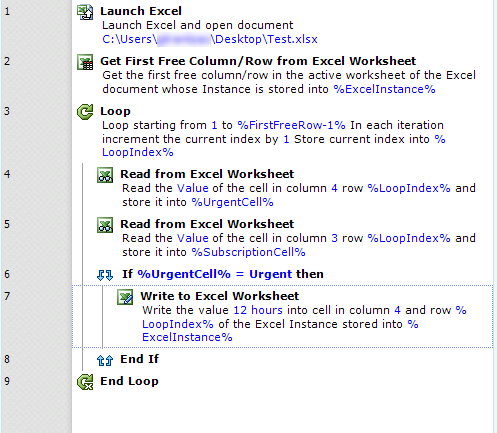 1 Launch Excel
Launch Excel and open document
C:\Users\ \Desktop\Test.xlsx
2 Get First Free Column/Row from Excel Worksheet
Get the first free column/row in the active worksheet of the Excel
document whose Instance is stored into %ExcelInstance%
3 Loop
Loop starting from 1 to %FirstFreeRow-1% In each iteration
increment the current index by 1 Store current index into %
LoopIndex%
4 Read from Excel Worksheet
Read the Value of the cell in column 4 row %LoopIndex% and
store it into %UrgentCell%
5 Read from Excel Worksheet
Read the Value of the cell in column 3 row %LoopIndex% and
store it into %SubscriptionCell%
6 If %UrgentCell% = Urgent then
7 Write to Excel Worksheet
Write the value 12 hours into cell in column 4 and row %
LoopIndex% of the Excel Instance stored into %
ExcelInstance%
8 End If
9 End Loop